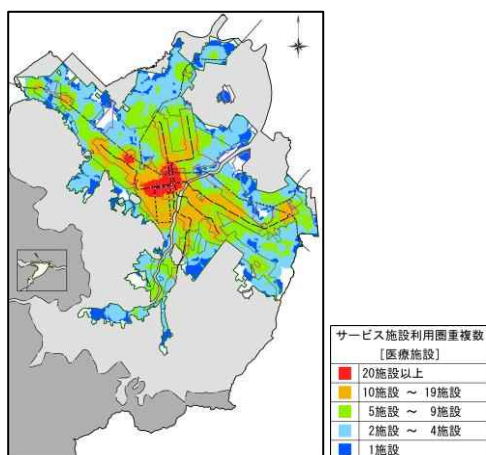 サービス施設利用圏重複数
[医療施設]
20施設以上
10施設 ～ 19施設
5施設 ～ 9施設
2施設 ～ 4施設
1施設